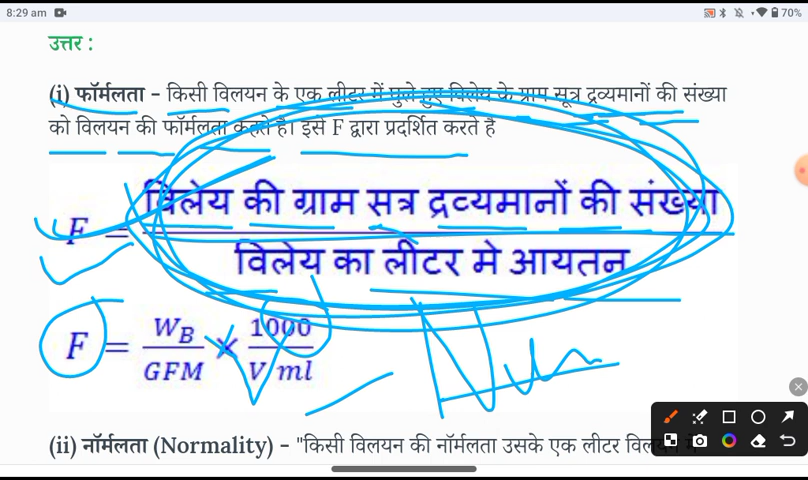 8:29 am
70%
उत्तर :
(i) फॉर्मलता – किसी विलयन के एक लीटर में घुले हुए विलेय के ग्राम सूत्र द्रव्यमानों की संख्या
को विलयन की फॉर्मलता कहते है। इसे F द्वारा प्रदर्शित करते है
F = विलेय की ग्राम सत्र द्रव्यमानों की संख्या
विलेय का लीटर मे आयतन
F = W_B / GFM × 1000 / V ml
Num
(ii) नॉर्मलता (Normality) – "किसी विलयन की नॉर्मलता उसके एक लीटर